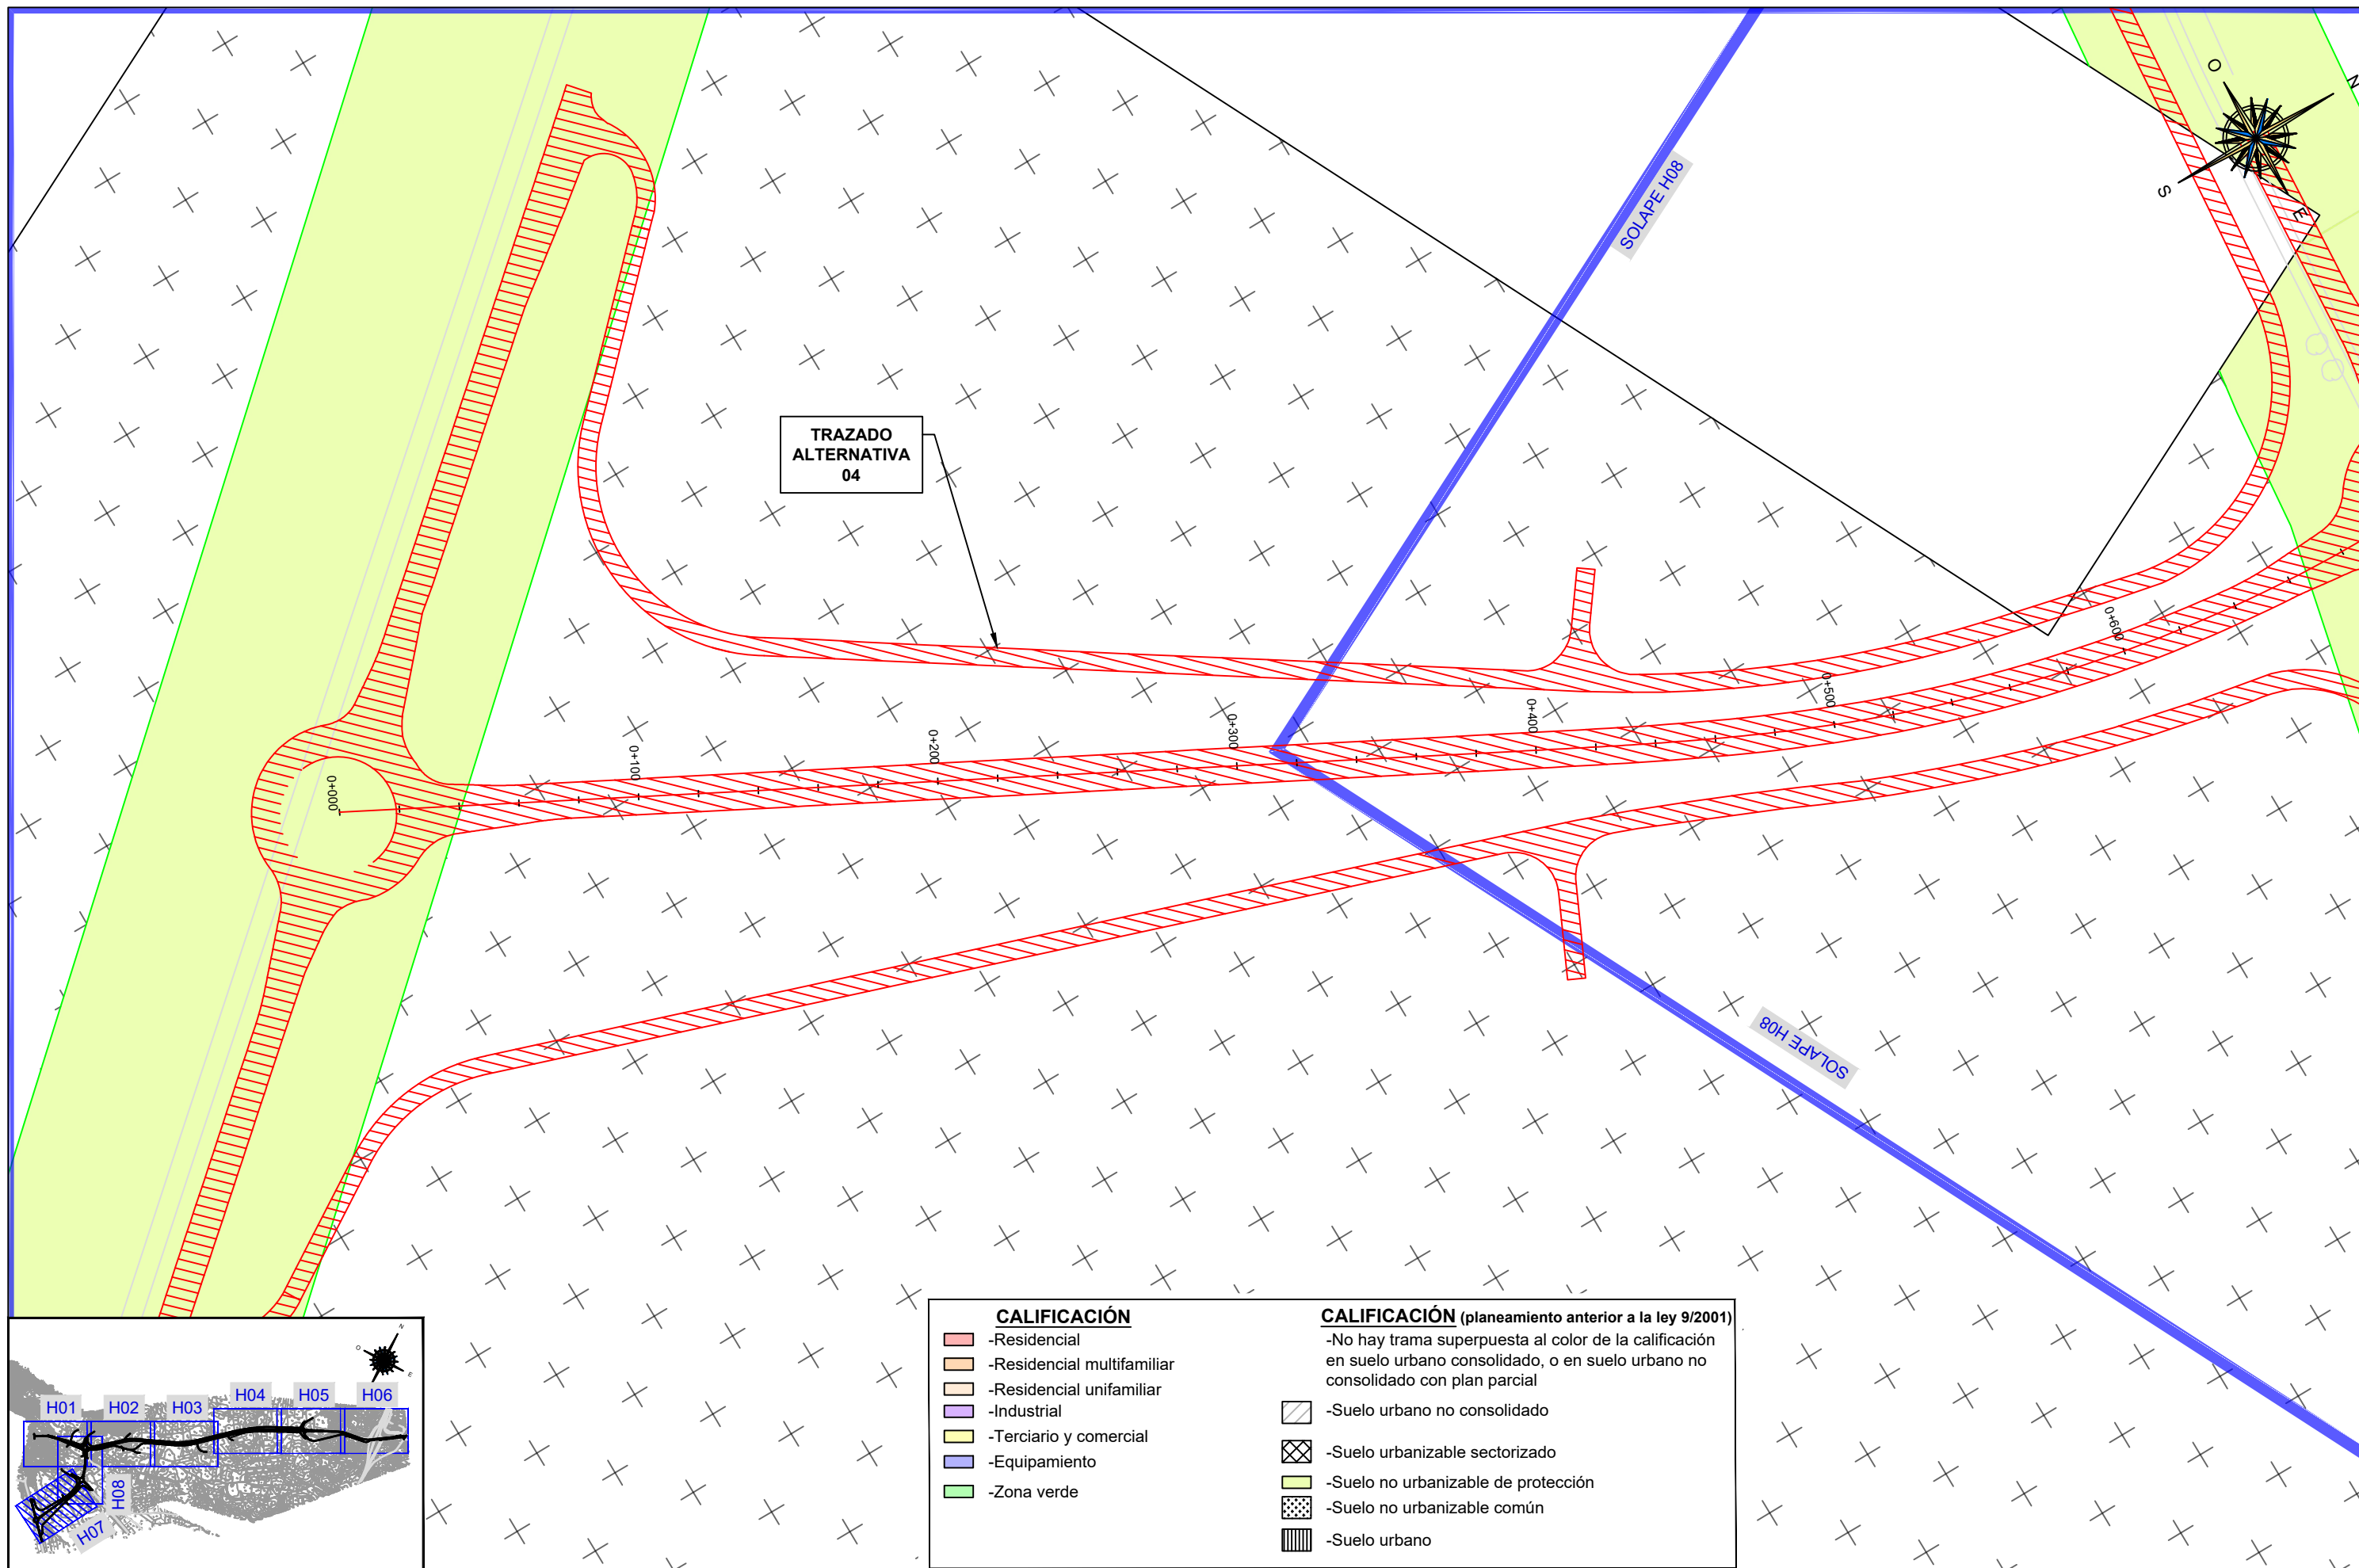 O
N
S
E
SOLAPE H08
TRAZADO
ALTERNATIVA
04
0+000
0+100
0+200
0+300
0+400
0+500
0+600
SOLAPE H08
CALIFICACIÓN
-Residencial
-Residencial multifamiliar
-Residencial unifamiliar
-Industrial
-Terciario y comercial
-Equipamiento
-Zona verde
CALIFICACIÓN (planeamiento anterior a la ley 9/2001)
-No hay trama superpuesta al color de la calificación
en suelo urbano consolidado, o en suelo urbano no
consolidado con plan parcial
-Suelo urbano no consolidado
-Suelo urbanizable sectorizado
-Suelo no urbanizable de protección
-Suelo no urbanizable común
-Suelo urbano
N
O
E
H01
H02
H03
H04
H05
H06
H08
H07